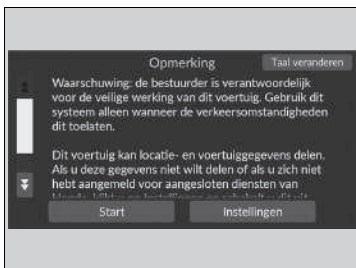 Opmerking
Taal veranderen
Waarschuwing: de bestuurder is verantwoordelijk
voor de veilige werking van dit voertuig. Gebruik dit
systeem alleen wanneer de verkeersomstandigheden
dit toelaten.
Dit voertuig kan locatie- en voertuiggegevens delen.
Als u deze gegevens niet wilt delen of als u zich niet
hebt aangemeld voor aangesloten diensten van
Start
Instellingen